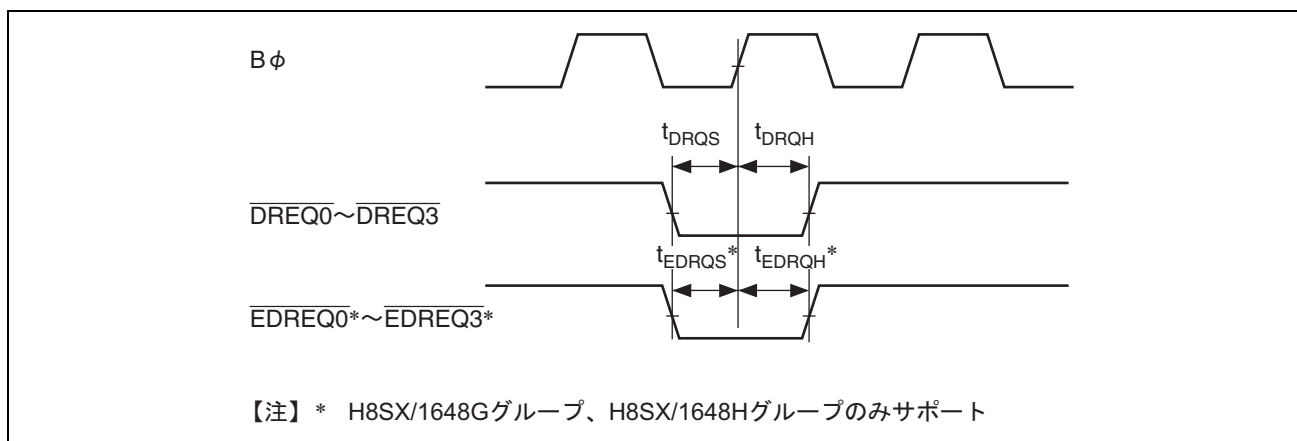 Bφ
tDRQS tDRQH
DREQ0～DREQ3
tEDRQS* tEDRQH*
EDREQ0*～EDREQ3*
【注】* H8SX/1648Gグループ、H8SX/1648Hグループのみサポート